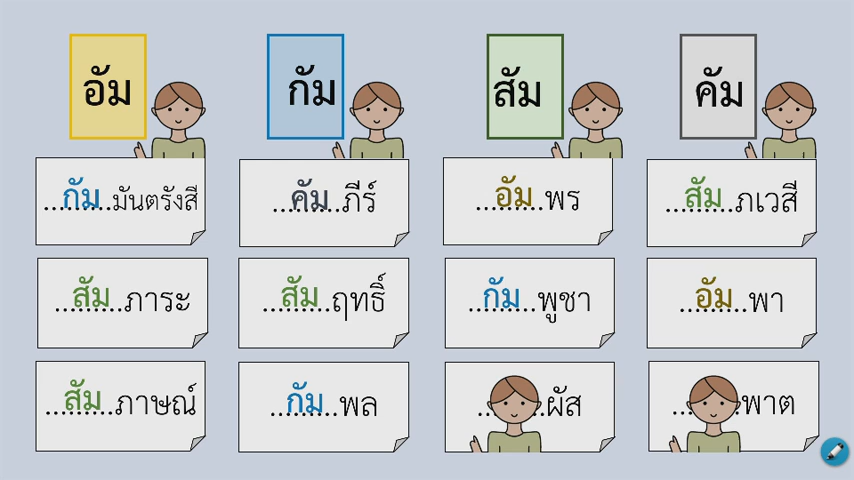 อัม กัม สัม คัม
...กัม...มันตรังสี ...คัม...ภีร์ ...อัม...พร ...สัม...ภเวสี
...สัม...ภาระ ...สัม...ฤทธิ์ ...กัม...พูชา ...อัม...พา
...สัม...ภาษณ์ ...กัม...พล ...ผัส ...พาต